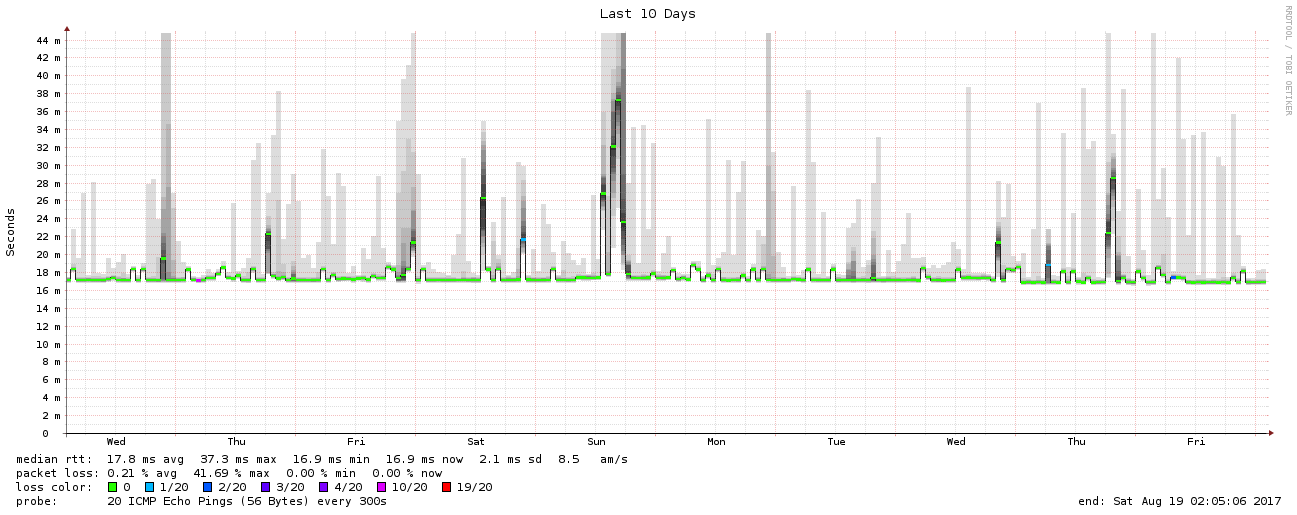 Last 10 Days
RRDTOOL / TOBI OETIKER
Seconds
44 m
42 m
40 m
38 m
36 m
34 m
32 m
30 m
28 m
26 m
24 m
22 m
20 m
18 m
16 m
14 m
12 m
10 m
8 m
6 m
4 m
2 m
0
Wed Thu Fri Sat Sun Mon Tue Wed Thu Fri
median rtt: 17.8 ms avg 37.3 ms max 16.9 ms min 16.9 ms now 2.1 ms sd 8.5 am/s
packet loss: 0.21 % avg 41.69 % max 0.00 % min 0.00 % now
loss color: 0 1/20 2/20 3/20 4/20 10/20 19/20
probe: 20 ICMP Echo Pings (56 Bytes) every 300s end: Sat Aug 19 02:05:06 2017